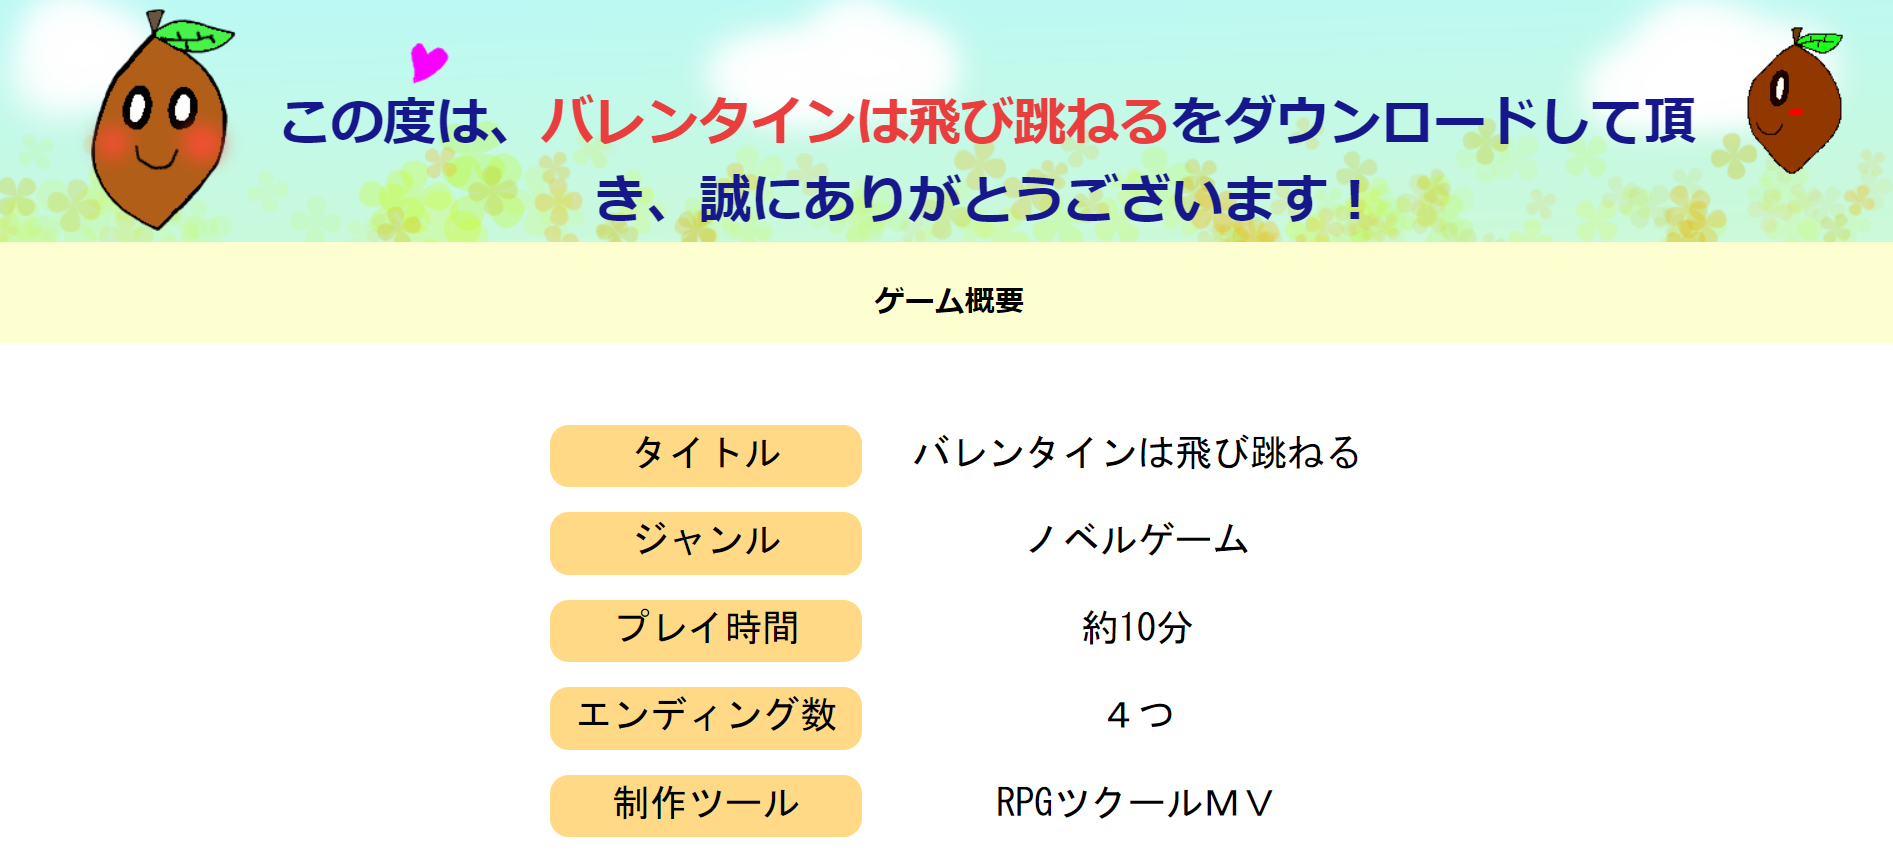 この度は、バレンタインは飛び跳ねるをダウンロードして頂
き、誠にありがとうございます！
ゲーム概要
タイトル　バレンタインは飛び跳ねる
ジャンル　ノベルゲーム
プレイ時間　約10分
エンディング数　４つ
制作ツール　RPGツクールＭＶ